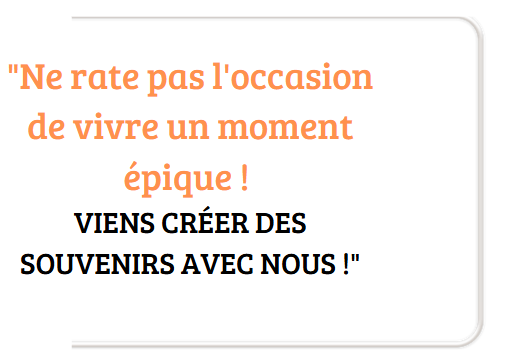 "Ne rate pas l'occasion
de vivre un moment
épique !
VIENS CRÉER DES
SOUVENIRS AVEC NOUS !"